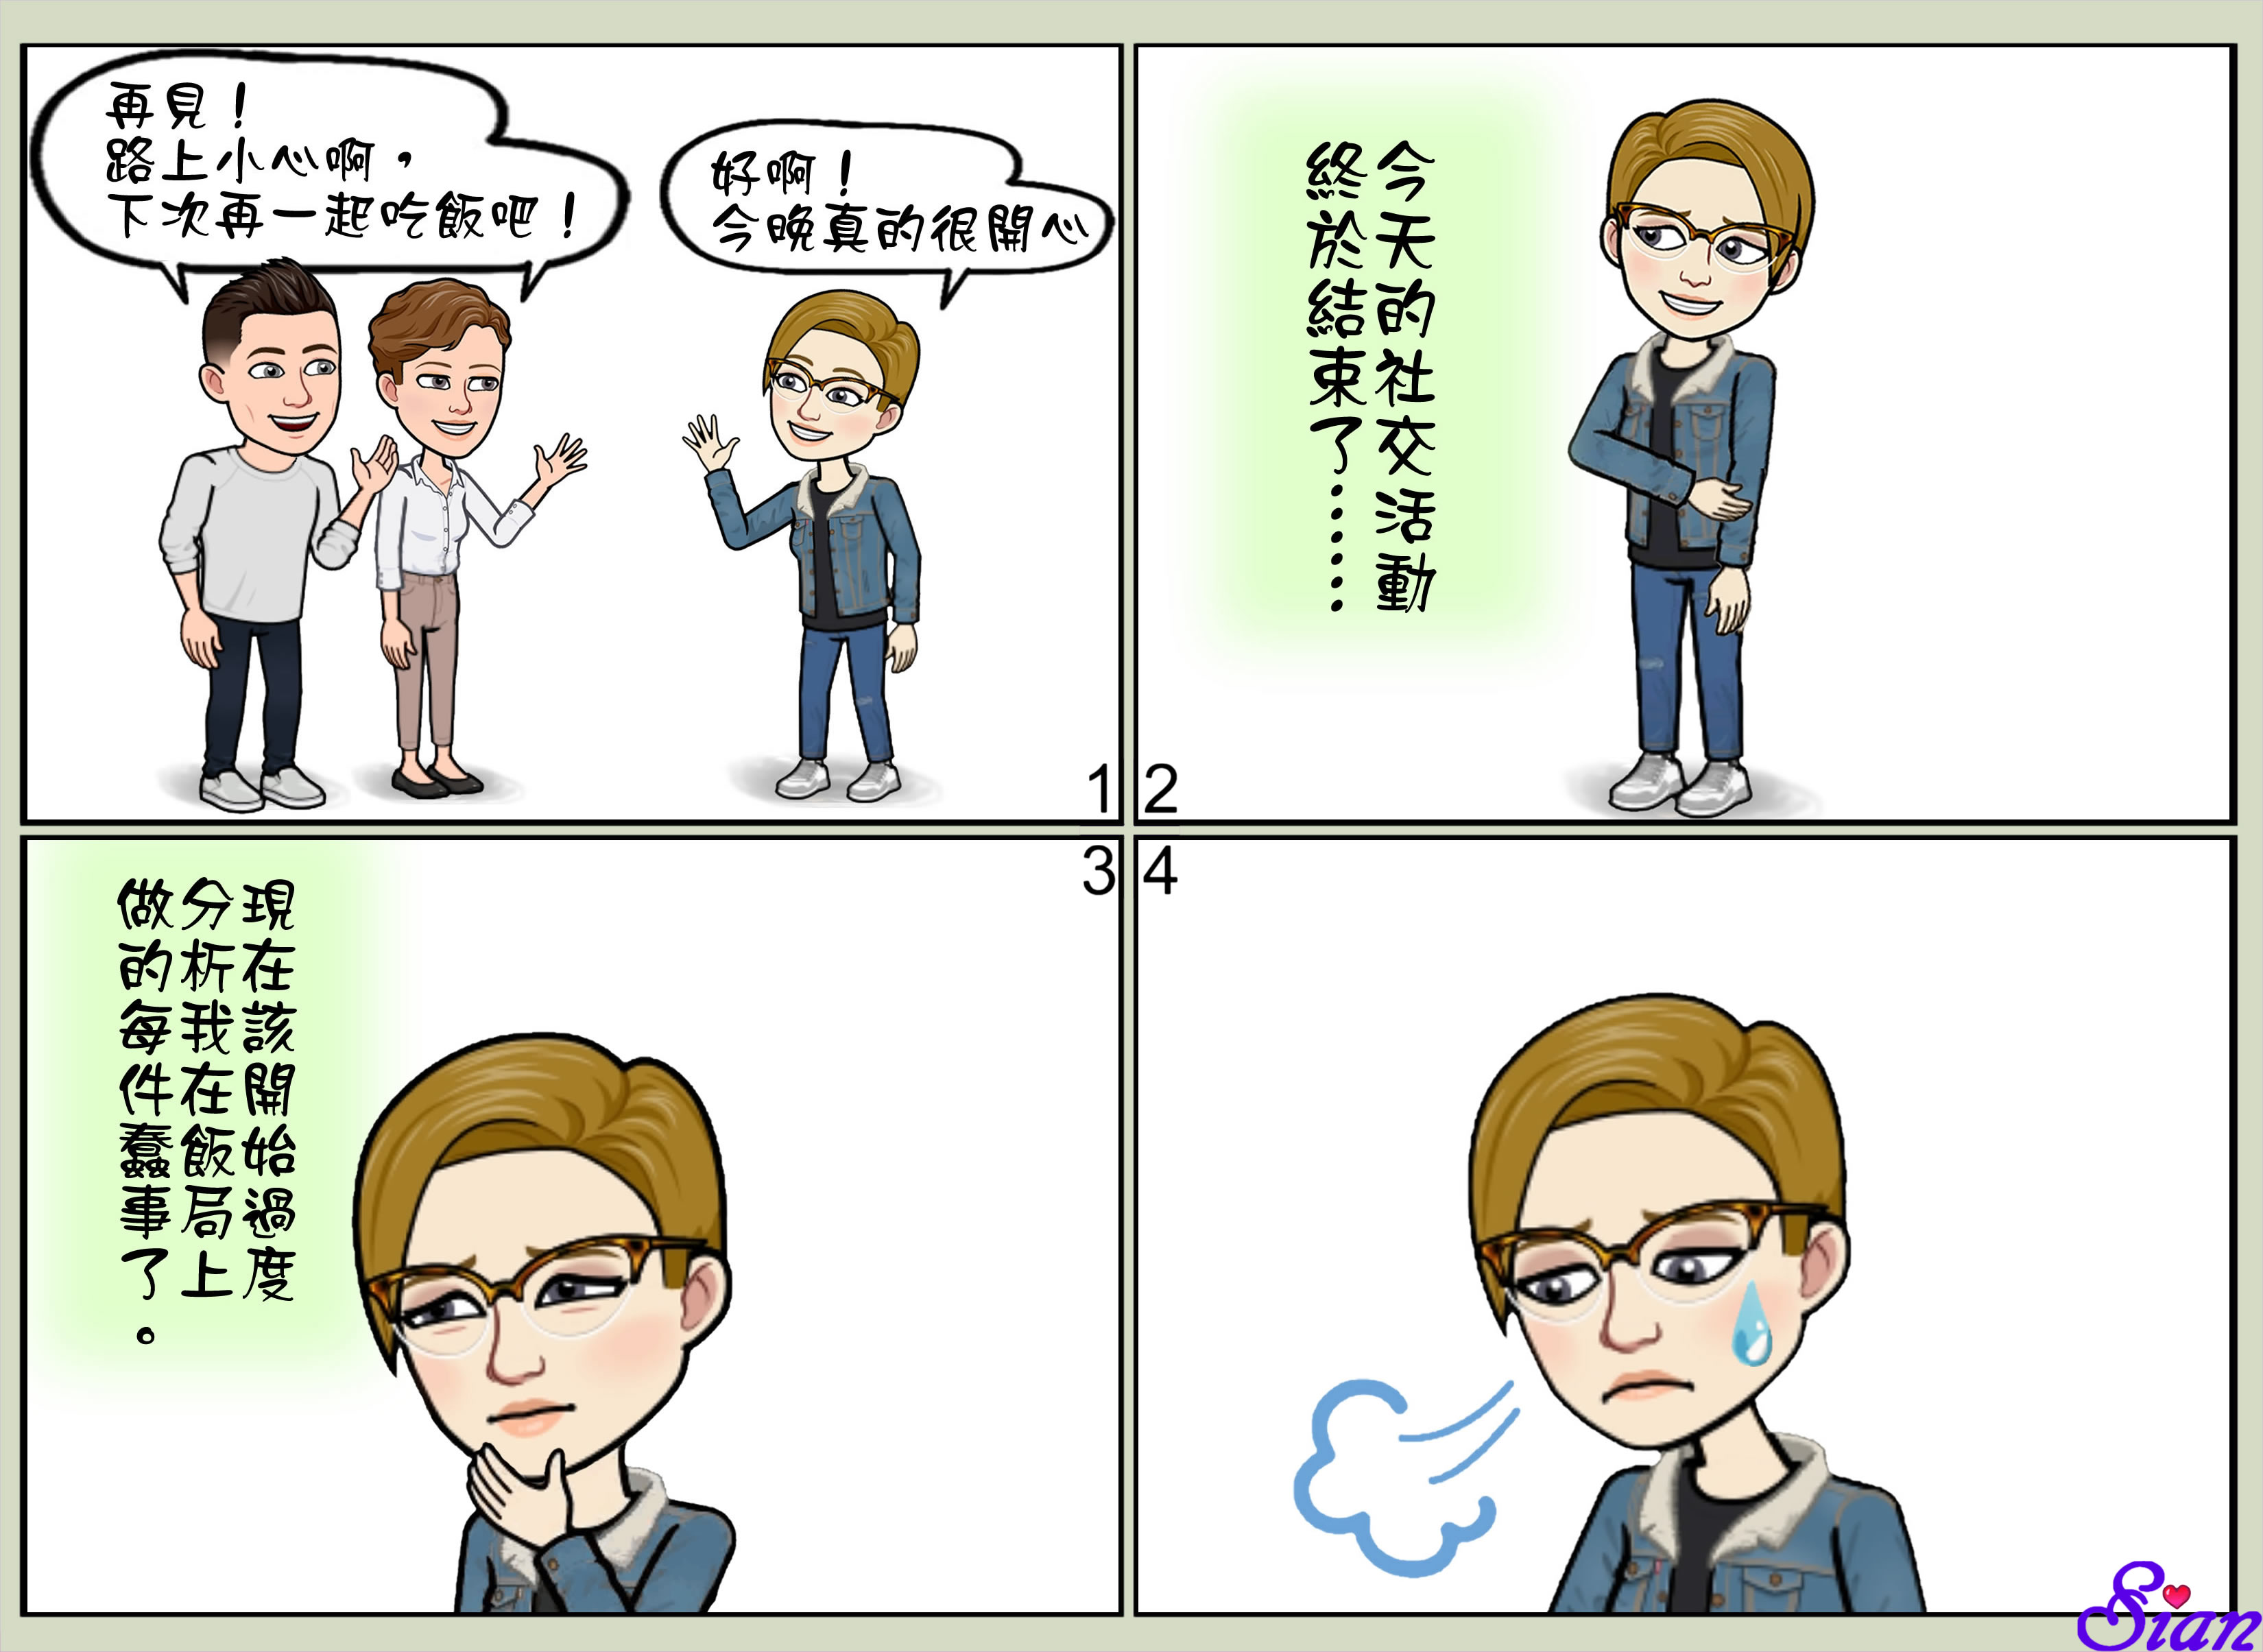 再見！
路上小心啊，
下次再一起吃飯吧！
好啊！
今晚真的很開心
1
今天的社交活動
終於結束了……
2
現在該開始過度
分析我在飯局上
做的每件蠢事了。
3
4
Sian